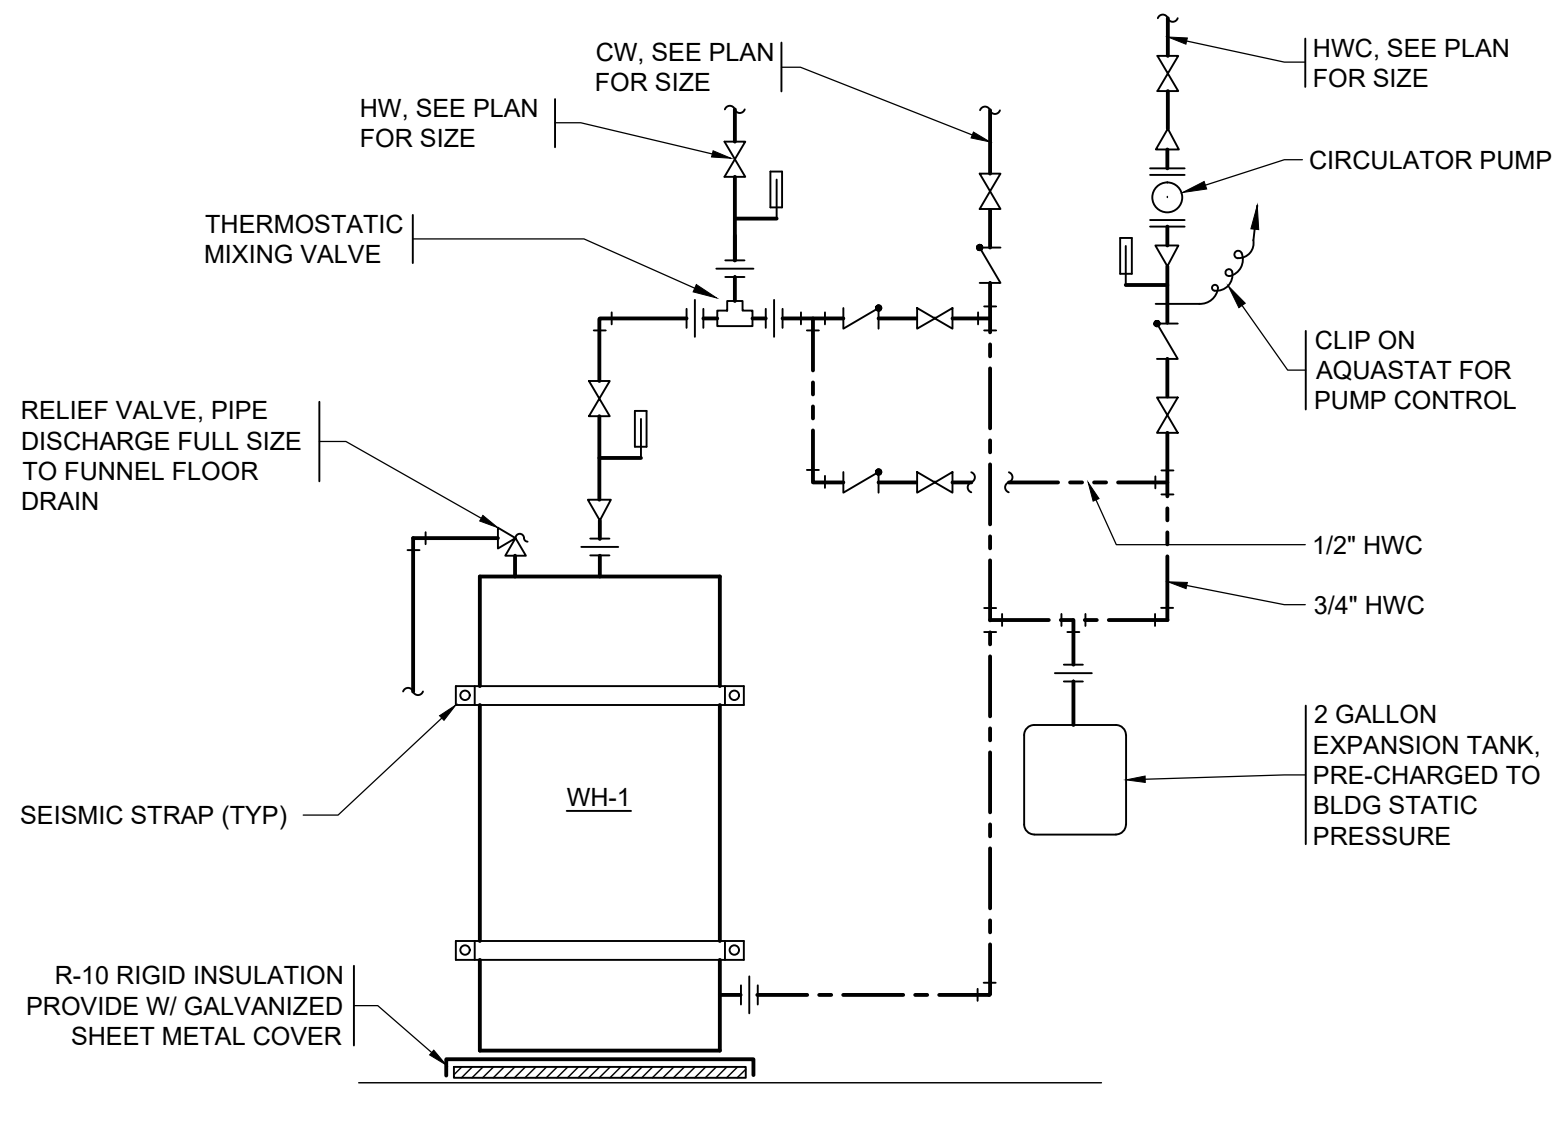 CW, SEE PLAN
FOR SIZE
HWC, SEE PLAN
FOR SIZE
HW, SEE PLAN
FOR SIZE
CIRCULATOR PUMP
THERMOSTATIC
MIXING VALVE
CLIP ON
AQUASTAT FOR
PUMP CONTROL
RELIEF VALVE, PIPE
DISCHARGE FULL SIZE
TO FUNNEL FLOOR
DRAIN
1/2" HWC
3/4" HWC
2 GALLON
EXPANSION TANK,
PRE-CHARGED TO
BLDG STATIC
PRESSURE
WH-1
SEISMIC STRAP (TYP)
R-10 RIGID INSULATION
PROVIDE W/ GALVANIZED
SHEET METAL COVER